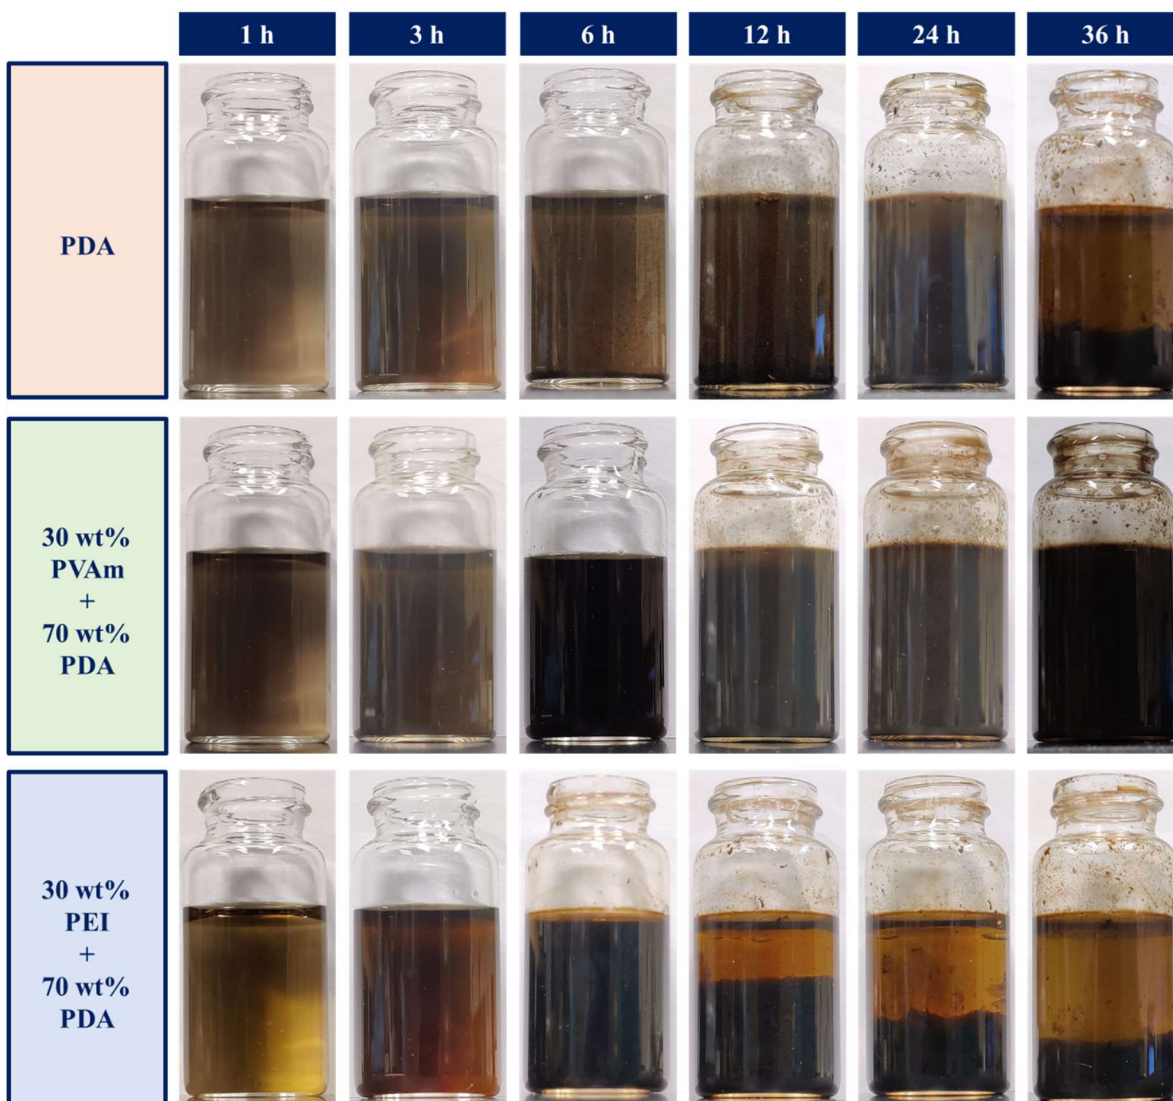 1 h
3 h
6 h
12 h
24 h
36 h
PDA
30 wt%
PVAm
+
70 wt%
PDA
30 wt%
PEI
+
70 wt%
PDA